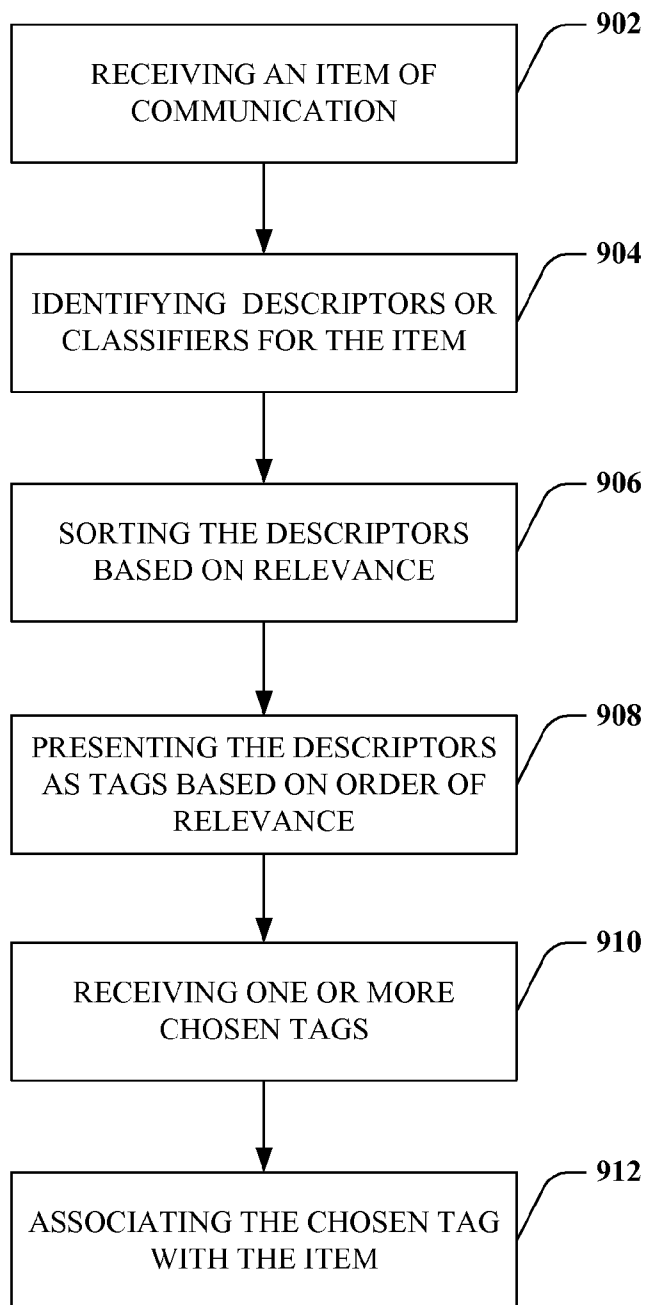 902
RECEIVING AN ITEM OF
COMMUNICATION
904
IDENTIFYING DESCRIPTORS OR
CLASSIFIERS FOR THE ITEM
906
SORTING THE DESCRIPTORS
BASED ON RELEVANCE
908
PRESENTING THE DESCRIPTORS
AS TAGS BASED ON ORDER OF
RELEVANCE
910
RECEIVING ONE OR MORE
CHOSEN TAGS
912
ASSOCIATING THE CHOSEN TAG
WITH THE ITEM